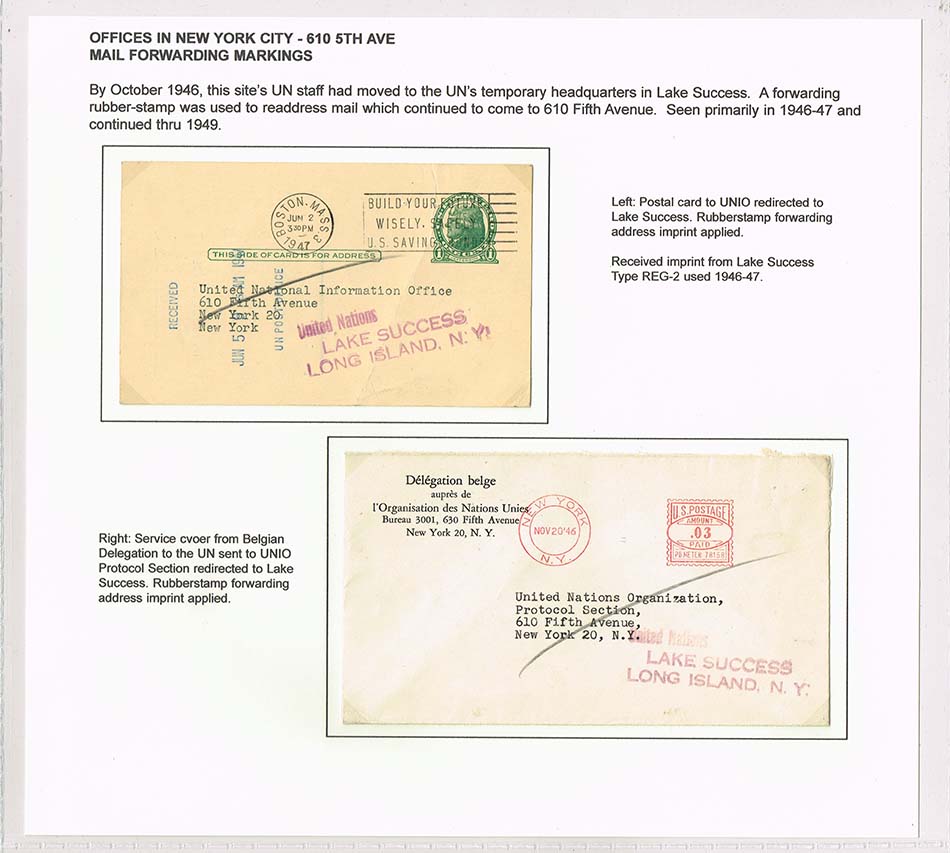 OFFICES IN NEW YORK CITY - 610 5TH AVE
MAIL FORWARDING MARKINGS
By October 1946, this site's UN staff had moved to the UN's temporary headquarters in Lake Success. A forwarding
rubber-stamp was used to readdress mail which continued to come to 610 Fifth Avenue. Seen primarily in 1946-47 and
continued thru 1949.
BOSTON, MASS
JUN 2
3 30 PM
1947
3
BUILD YOUR FUTURE
WISELY, SAFELY
U.S. SAVINGS BONDS
1 1
THIS SIDE OF CARD IS FOR ADDRESS
RECEIVED
JUN 5
AM
UN POST OFFICE
United National Information Office
610 Fifth Avenue
New York 20
New York
United Nations
LAKE SUCCESS
LONG ISLAND, N. Y.
Left: Postal card to UNIO redirected to
Lake Success. Rubberstamp forwarding
address imprint applied.
Received imprint from Lake Success
Type REG-2 used 1946-47.
Délégation belge
auprès de
l'Organisation des Nations Unies
Bureau 3001, 630 Fifth Avenue
New York 20, N. Y.
NEW YORK
NOV 20 '46
N.Y.
U.S. POSTAGE
AMOUNT
.03
PAID
PB METER
United Nations Organization,
Protocol Section,
610 Fifth Avenue,
New York 20, N.Y.
United Nations
LAKE SUCCESS
LONG ISLAND, N. Y.
Right: Service cvoer from Belgian
Delegation to the UN sent to UNIO
Protocol Section redirected to Lake
Success. Rubberstamp forwarding
address imprint applied.